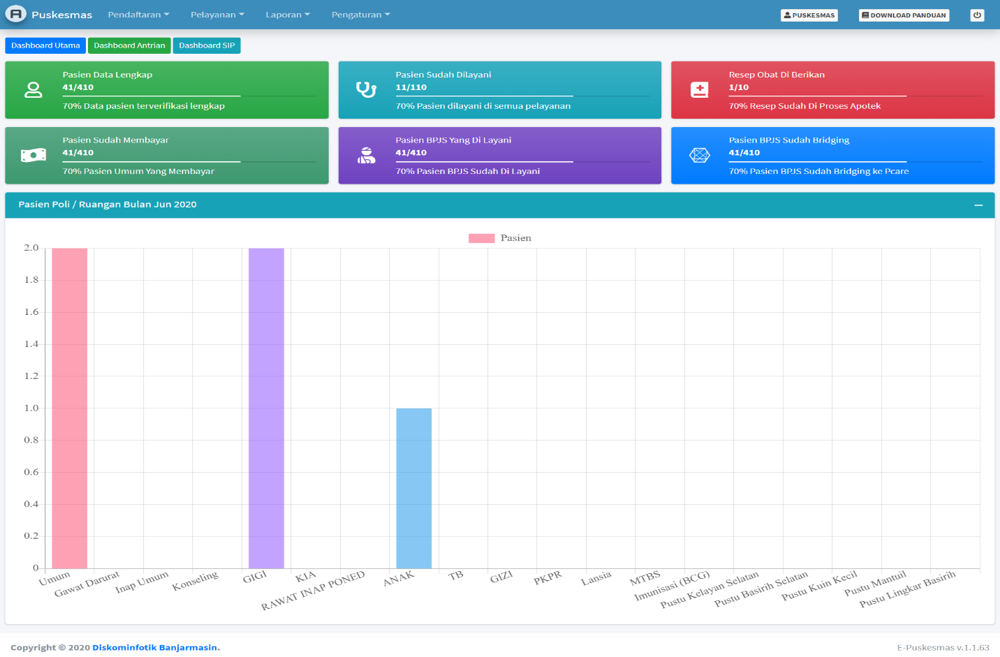 Puskesmas Pendaftaran Pelayanan Laporan Pengaturan PUSKESMAS DOWNLOAD PANDUAN
Dashboard Utama Dashboard Antrian Dashboard SIP
Pasien Data Lengkap
41/410
70% Data pasien terverifikasi lengkap
Pasien Sudah Dilayani
11/110
70% Pasien dilayani di semua pelayanan
Resep Obat Di Berikan
1/10
70% Resep Sudah Di Proses Apotek
Pasien Sudah Membayar
41/410
70% Pasien Umum Yang Membayar
Pasien BPJS Yang Di Layani
41/410
70% Pasien BPJS Sudah Di Layani
Pasien BPJS Sudah Bridging
41/410
70% Pasien BPJS Sudah Bridging ke Pcare
Pasien Poli / Ruangan Bulan Jun 2020
Pasien
2.0
1.8
1.6
1.4
1.2
1.0
0.8
0.6
0.4
0.2
0
Umum
Gawat Darurat
Inap Umum
Konseling
GIGI
KIA
RAWAT INAP PONED
ANAK
TB
GIZI
PKPR
Lansia
MTBS
Imunisasi (BCG)
Pustu Kelayan Selatan
Pustu Basirih Selatan
Pustu Kuin Kecil
Pustu Mantuil
Pustu Lingkar Basirih
Copyright © 2020 Diskominfotik Banjarmasin. E-Puskesmas v.1.1.63